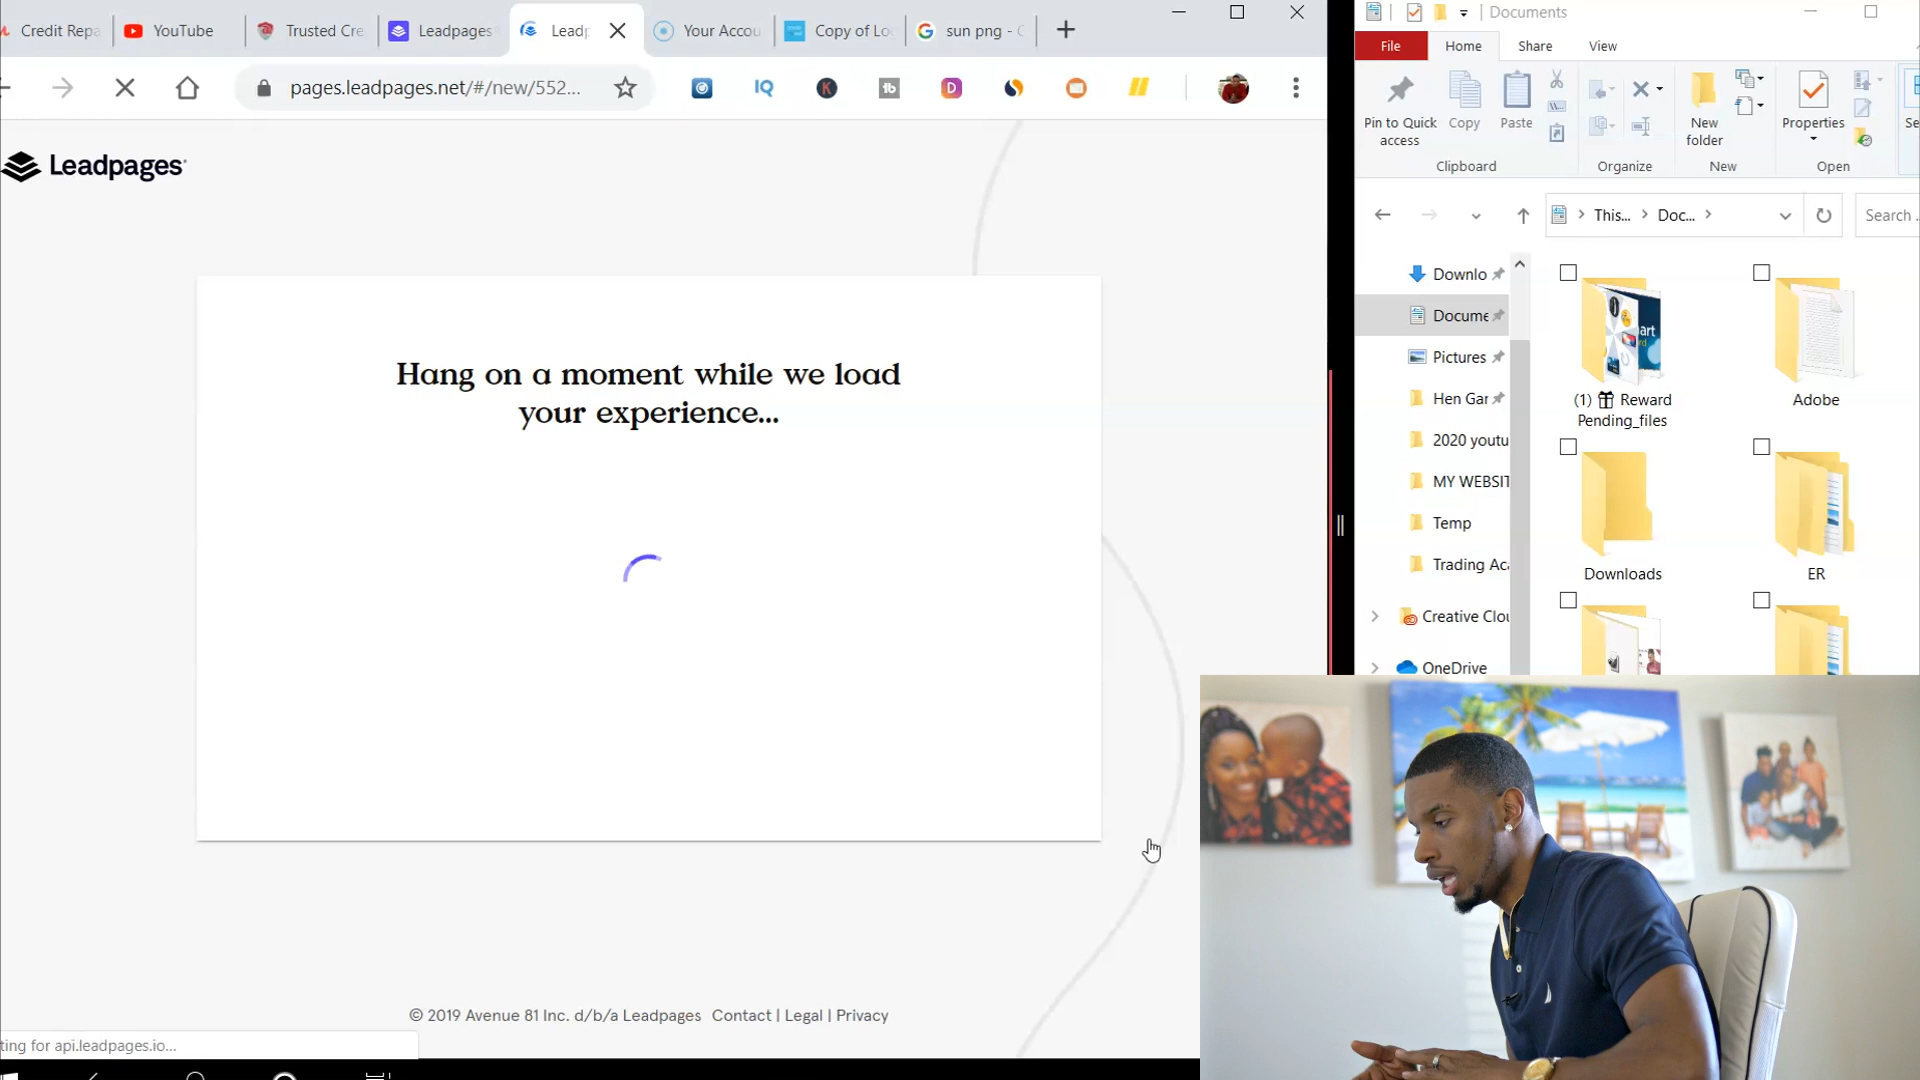 Credit Repa
YouTube
Trusted Cre
Leadpages
Leadp
Your Accou
Copy of Lo
sun png - G
pages.leadpages.net/#/new/552...
IQ
K
tb
D
Leadpages
Hang on a moment while we load
your experience...
© 2019 Avenue 81 Inc. d/b/a Leadpages Contact | Legal | Privacy
ting for api.leadpages.io...
Documents
File
Home
Share
View
Pin to Quick
access
Copy
Paste
New
folder
Properties
Se
Clipboard
Organize
New
Open
This...
Doc...
Search
Downlo
Docume
Pictures
Hen Gar
2020 youtu
MY WEBSIT
Temp
Trading Aca
Creative Clou
OneDrive
(1) 🎁 Reward
Pending_files
Adobe
Downloads
ER